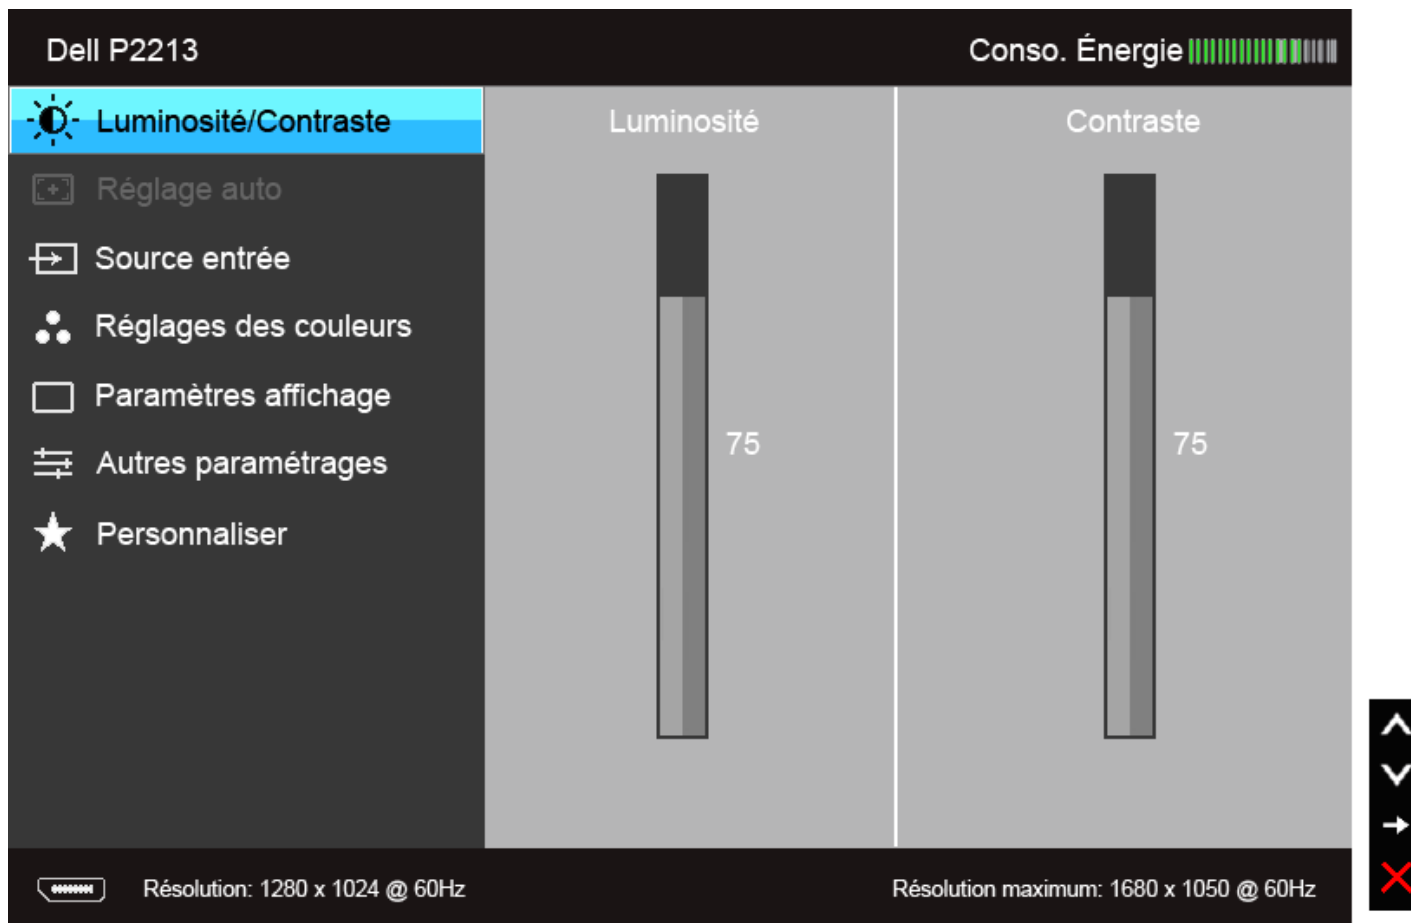 Dell P2213
Conso. Énergie
Luminosité/Contraste
Réglage auto
Source entrée
Réglages des couleurs
Paramètres affichage
Autres paramétrages
Personnaliser
Luminosité
Contraste
75
75
Résolution: 1280 x 1024 @ 60Hz
Résolution maximum: 1680 x 1050 @ 60Hz